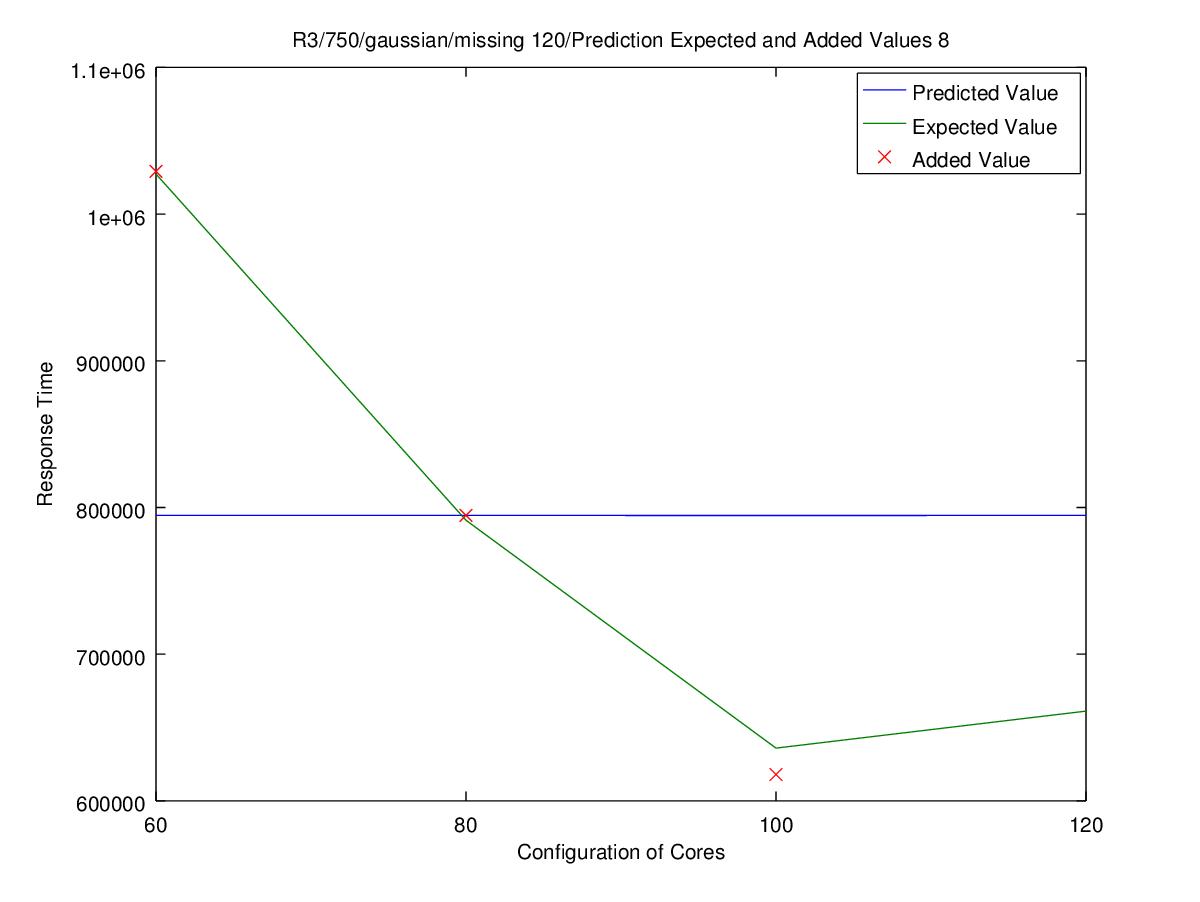 R3/750/gaussian/missing 120/Prediction Expected and Added Values 8
1.1e+06
1e+06
900000
800000
700000
600000
Response Time
Predicted Value
Expected Value
Added Value
60
80
100
120
Configuration of Cores